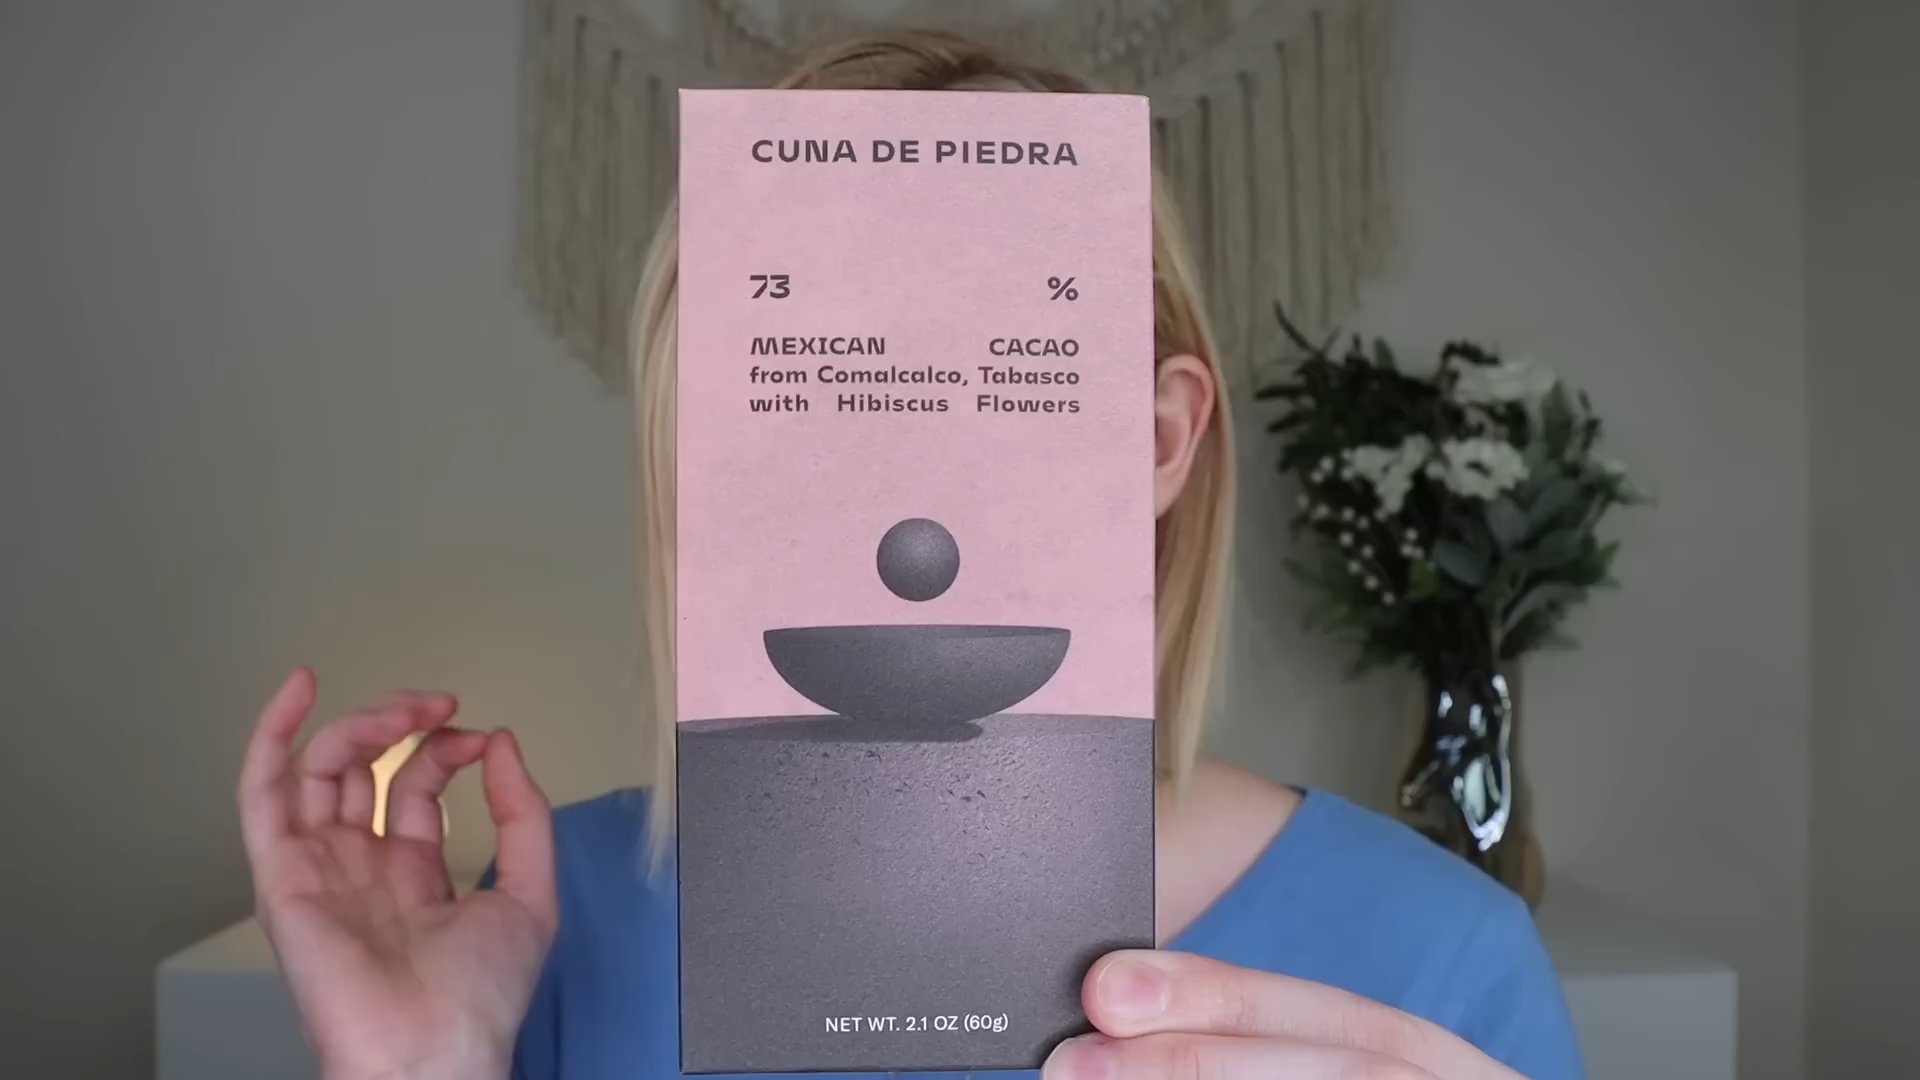 CUNA DE PIEDRA
73 %
MEXICAN CACAO
from Comalcalco, Tabasco
with Hibiscus Flowers
NET WT. 2.1 OZ (60g)